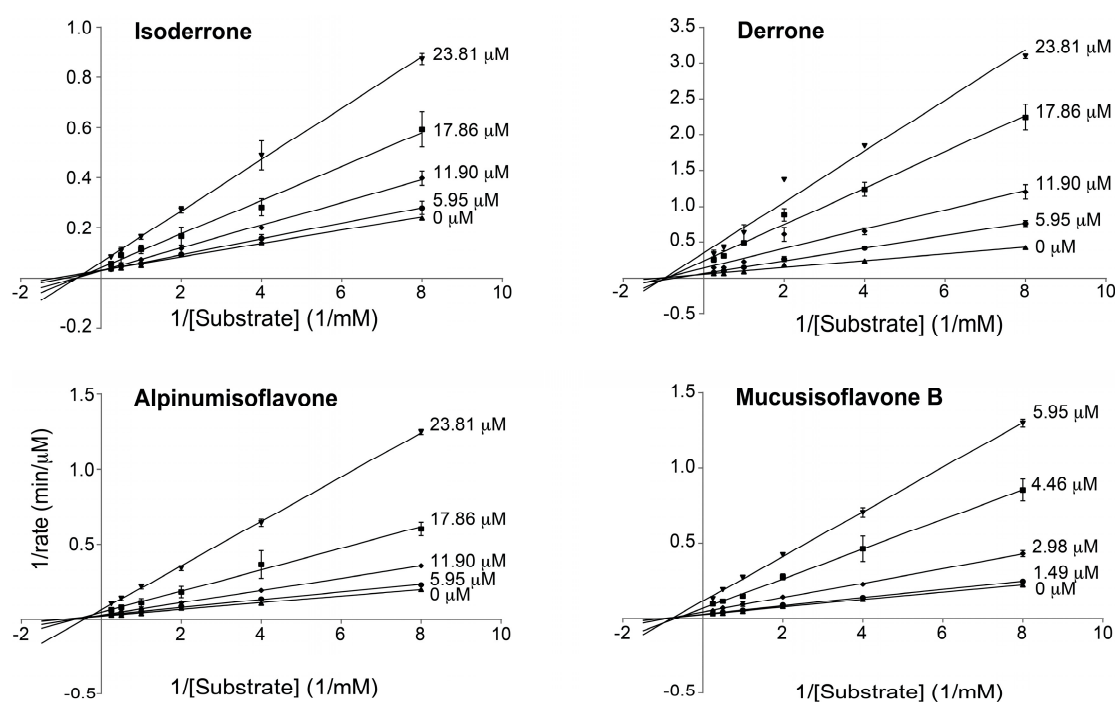 Isoderrone
1.0
0.8
0.6
0.4
0.2
-0.2
-2
2
4
6
8
10
23.81 μM
17.86 μM
11.90 μM
5.95 μM
0 μM
1/[Substrate] (1/mM)
Derrone
3.5
3.0
2.5
2.0
1.5
1.0
0.5
-0.5
-2
2
4
6
8
10
23.81 μM
17.86 μM
11.90 μM
5.95 μM
0 μM
1/[Substrate] (1/mM)
Alpinumisoflavone
1/rate (min/μM)
1.5
1.0
0.5
-0.5
-2
2
4
6
8
10
23.81 μM
17.86 μM
11.90 μM
5.95 μM
0 μM
1/[Substrate] (1/mM)
Mucusisoflavone B
1.5
1.0
0.5
-0.5
-2
2
4
6
8
10
5.95 μM
4.46 μM
2.98 μM
1.49 μM
0 μM
1/[Substrate] (1/mM)